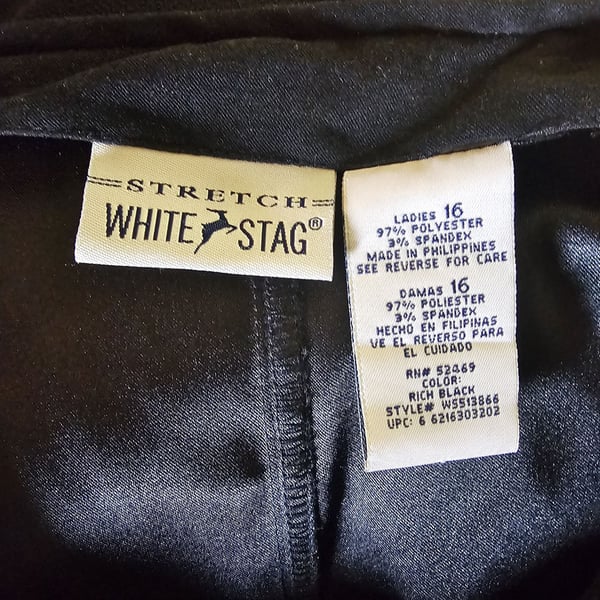 STRETCH
WHITE STAG®
LADIES 16
97% POLYESTER
3% SPANDEX
MADE IN PHILIPPINES
SEE REVERSE FOR CARE
DAMAS 16
97% POLIESTER
3% SPANDEX
HECHO EN FILIPINAS
VE EL REVERSO PARA
EL CUIDADO
RN# 52469
COLOR:
RICH BLACK
STYLE# WS513866
UPC: 6 6216303202